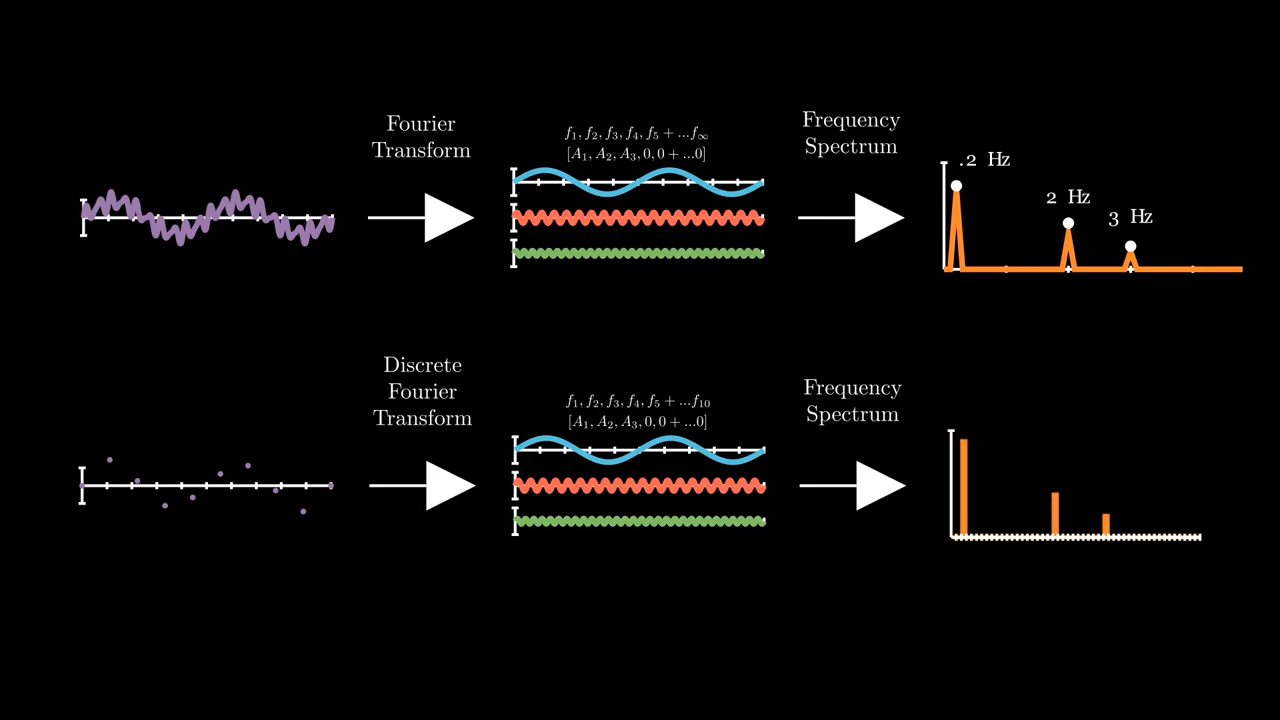 Fourier
Transform
f₁, f₂, f₃, f₄, f₅ + ...f∞
[A₁, A₂, A₃, 0, 0 + ...0]
Frequency
Spectrum
.2 Hz
2 Hz
3 Hz
Discrete
Fourier
Transform
f₁, f₂, f₃, f₄, f₅ + ...f₁₀
[A₁, A₂, A₃, 0, 0 + ...0]
Frequency
Spectrum